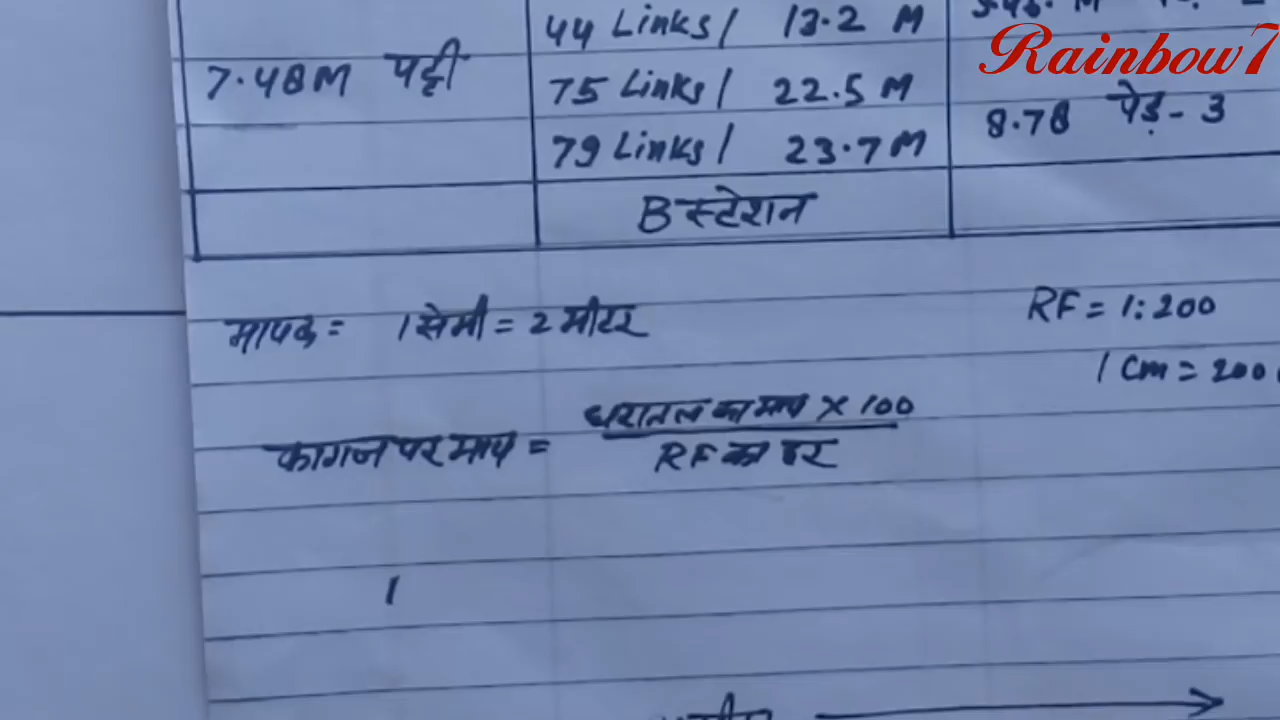 44 Links / 13.2 M
Rainbow7
7.48M पट्टी
75 Links / 22.5 M
8.78 पेड़ - 3
79 Links / 23.7 M
B स्टेशन
मापक = 1 सेमी = 2 मीटर
RF = 1:200
1 cm = 200
कागज पर माप = धरातल का माप × 100
RF का हर
1